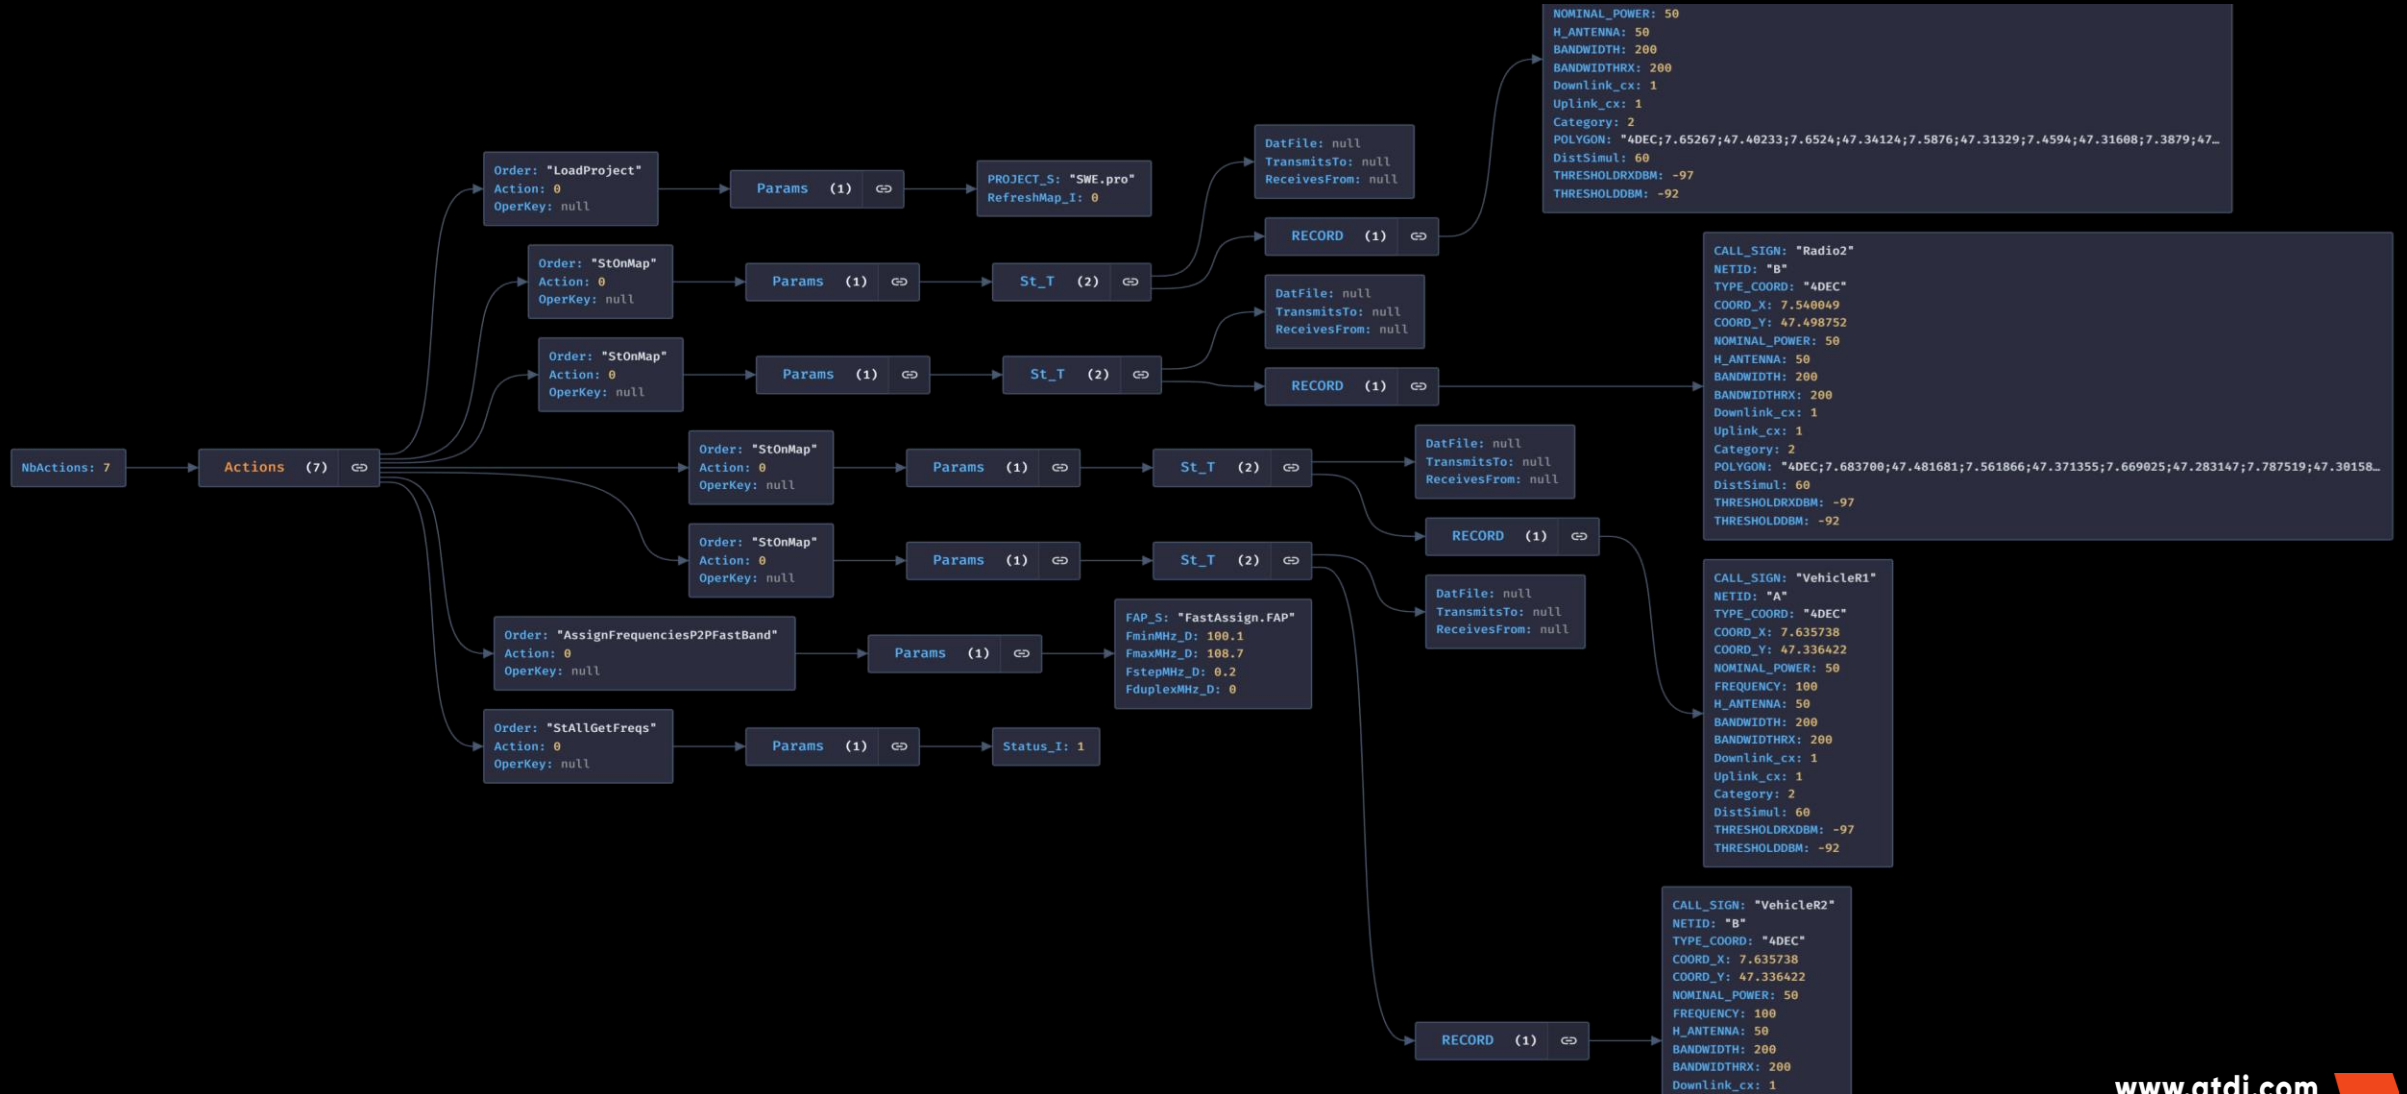 NbActions: 7
Actions (7)
Order: "LoadProject"
Action: 0
OperKey: null
Params (1)
PROJECT_S: "SWE.pro"
RefreshMap_I: 0
Order: "StOnMap"
Action: 0
OperKey: null
Params (1)
St_T (2)
DatFile: null
TransmitsTo: null
ReceivesFrom: null
RECORD (1)
NOMINAL_POWER: 50
H_ANTENNA: 50
BANDWIDTH: 200
BANDWIDTHRX: 200
Downlink_cx: 1
Uplink_cx: 1
Category: 2
POLYGON: "4DEC;7.65267;47.40233;7.6524;47.34124;7.5876;47.31329;7.4594;47.31608;7.3879;47…
DistSimul: 60
THRESHOLDRXDBM: -97
THRESHOLDDBM: -92
Order: "StOnMap"
Action: 0
OperKey: null
Params (1)
St_T (2)
DatFile: null
TransmitsTo: null
ReceivesFrom: null
RECORD (1)
CALL_SIGN: "Radio2"
NETID: "B"
TYPE_COORD: "4DEC"
COORD_X: 7.540049
COORD_Y: 47.498752
NOMINAL_POWER: 50
H_ANTENNA: 50
BANDWIDTH: 200
BANDWIDTHRX: 200
Downlink_cx: 1
Uplink_cx: 1
Category: 2
POLYGON: "4DEC;7.683700;47.481681;7.561866;47.371355;7.669025;47.283147;7.787519;47.30158…
DistSimul: 60
THRESHOLDRXDBM: -97
THRESHOLDDBM: -92
Order: "StOnMap"
Action: 0
OperKey: null
Params (1)
St_T (2)
DatFile: null
TransmitsTo: null
ReceivesFrom: null
RECORD (1)
CALL_SIGN: "VehicleR1"
NETID: "A"
TYPE_COORD: "4DEC"
COORD_X: 7.635738
COORD_Y: 47.336422
NOMINAL_POWER: 50
FREQUENCY: 100
H_ANTENNA: 50
BANDWIDTH: 200
BANDWIDTHRX: 200
Downlink_cx: 1
Uplink_cx: 1
Category: 2
DistSimul: 60
THRESHOLDRXDBM: -97
THRESHOLDDBM: -92
Order: "StOnMap"
Action: 0
OperKey: null
Params (1)
St_T (2)
DatFile: null
TransmitsTo: null
ReceivesFrom: null
RECORD (1)
CALL_SIGN: "VehicleR2"
NETID: "B"
TYPE_COORD: "4DEC"
COORD_X: 7.635738
COORD_Y: 47.336422
NOMINAL_POWER: 50
FREQUENCY: 100
H_ANTENNA: 50
BANDWIDTH: 200
BANDWIDTHRX: 200
Downlink_cx: 1
Order: "AssignFrequenciesP2PFastBand"
Action: 0
OperKey: null
Params (1)
FAP_S: "FastAssign.FAP"
FminMHz_D: 100.1
FmaxMHz_D: 108.7
FstepMHz_D: 0.2
FduplexMHz_D: 0
Order: "StAllGetFreqs"
Action: 0
OperKey: null
Params (1)
Status_I: 1
www.atdi.com